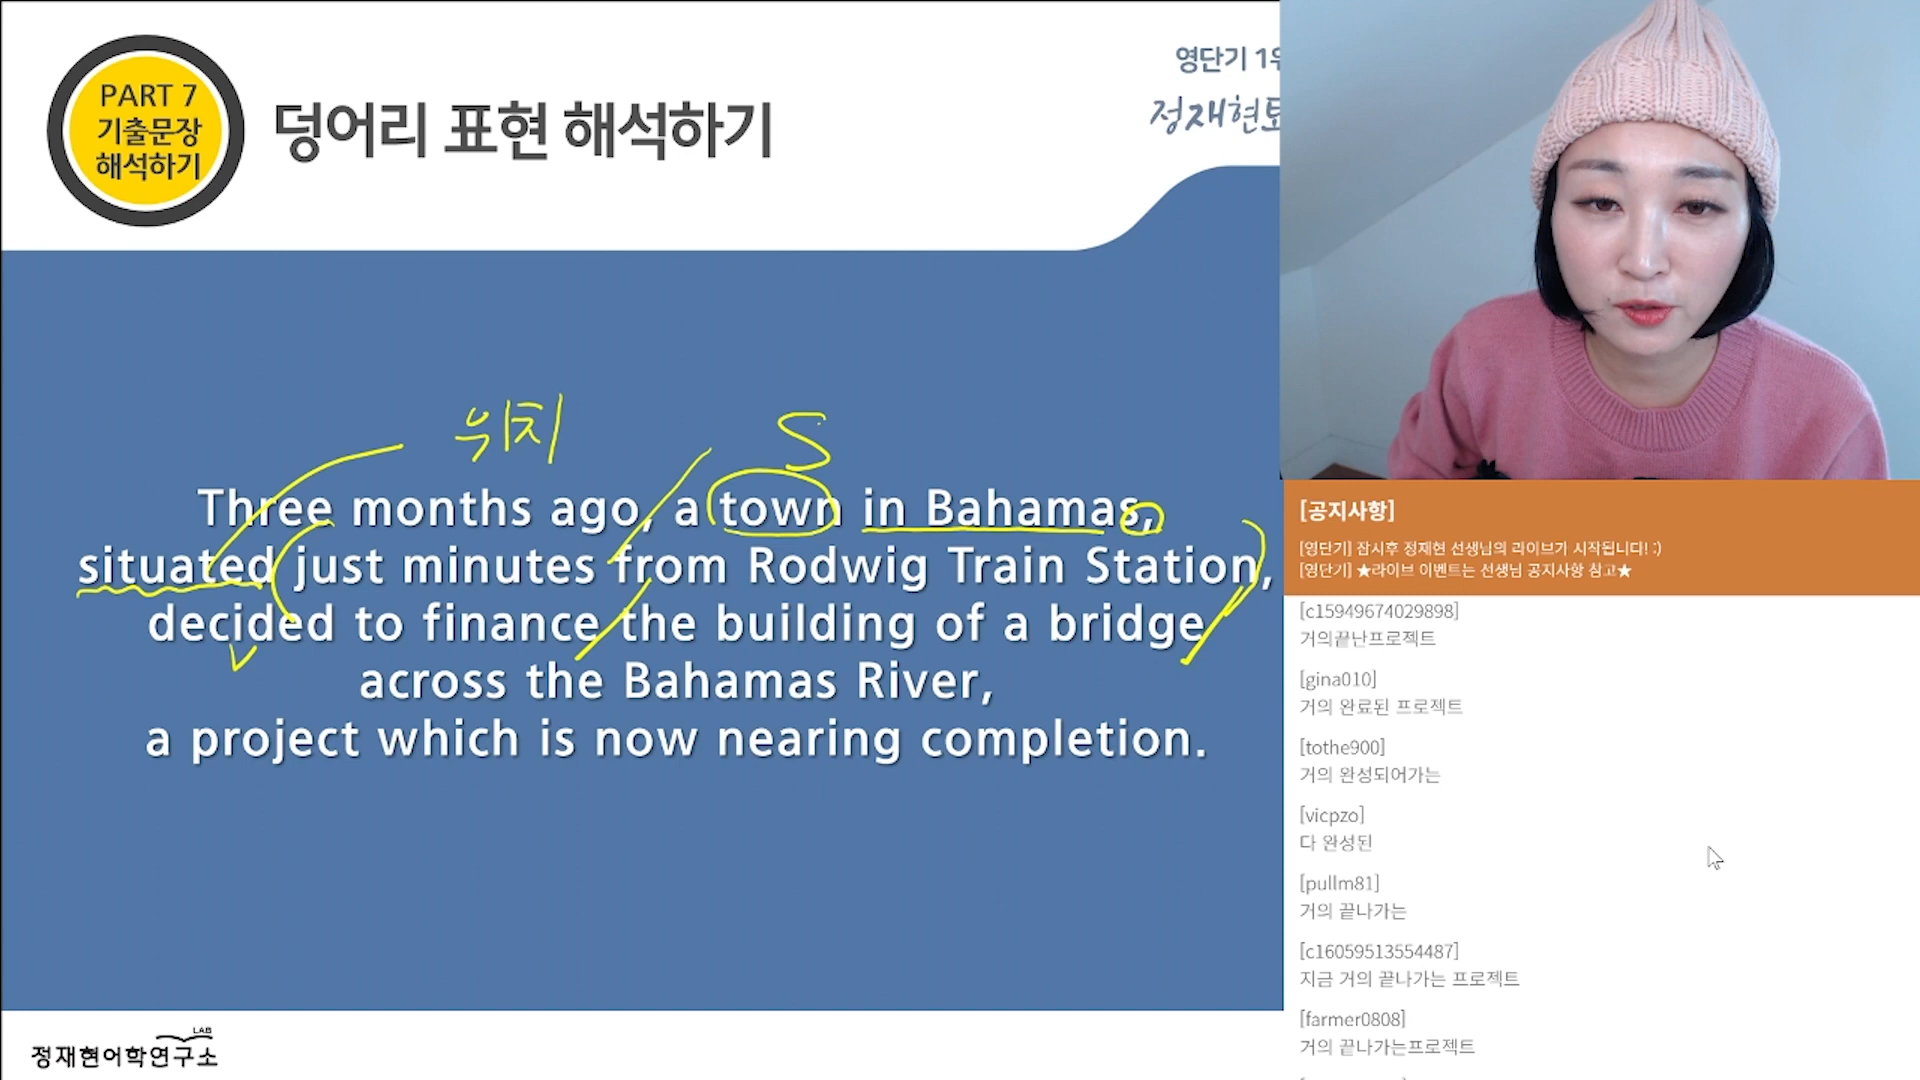 PART 7
기출문장
해석하기
덩어리 표현 해석하기
영단기 1위
정재현토
위치
S
Three months ago, a town in Bahamas,
situated just minutes from Rodwig Train Station,
decided to finance the building of a bridge
across the Bahamas River,
a project which is now nearing completion.
LAB
정재현어학연구소
[공지사항]
[영단기] 잠시후 정재현 선생님의 라이브가 시작됩니다! :)
[영단기] ★라이브 이벤트는 선생님 공지사항 참고★
[c15949674029898]
거의끝난프로젝트
[gina010]
거의 완료된 프로젝트
[tothe900]
거의 완성되어가는
[vicpzo]
다 완성된
[pullm81]
거의 끝나가는
[c16059513554487]
지금 거의 끝나가는 프로젝트
[farmer0808]
거의 끝나가는프로젝트